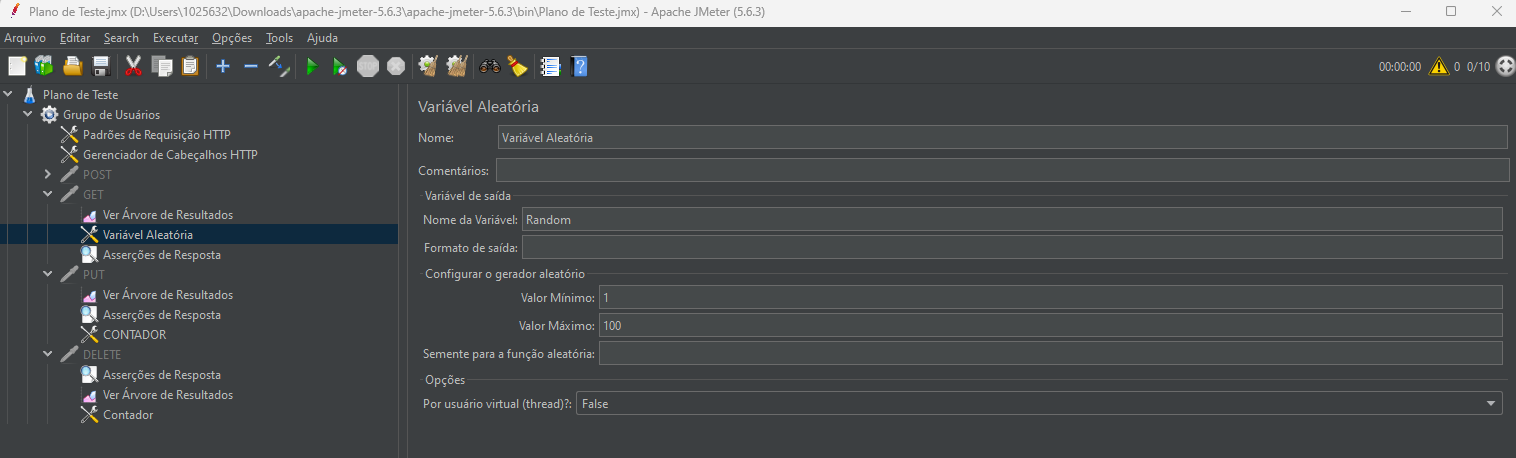 Plano de Teste.jmx (D:\Users\1025632\Downloads\apache-jmeter-5.6.3\apache-jmeter-5.6.3\bin\Plano de Teste.jmx) - Apache JMeter (5.6.3)
Arquivo Editar Search Executar Opções Tools Ajuda
STOP 00:00:00 0 0/10
Plano de Teste
Grupo de Usuários
Padrões de Requisição HTTP
Gerenciador de Cabeçalhos HTTP
POST
GET
Ver Árvore de Resultados
Variável Aleatória
Asserções de Resposta
PUT
Ver Árvore de Resultados
Asserções de Resposta
CONTADOR
DELETE
Asserções de Resposta
Ver Árvore de Resultados
Contador
Variável Aleatória
Nome: Variável Aleatória
Comentários:
Variável de saída
Nome da Variável: Random
Formato de saída:
Configurar o gerador aleatório
Valor Mínimo: 1
Valor Máximo: 100
Semente para a função aleatória:
Opções
Por usuário virtual (thread)?: False